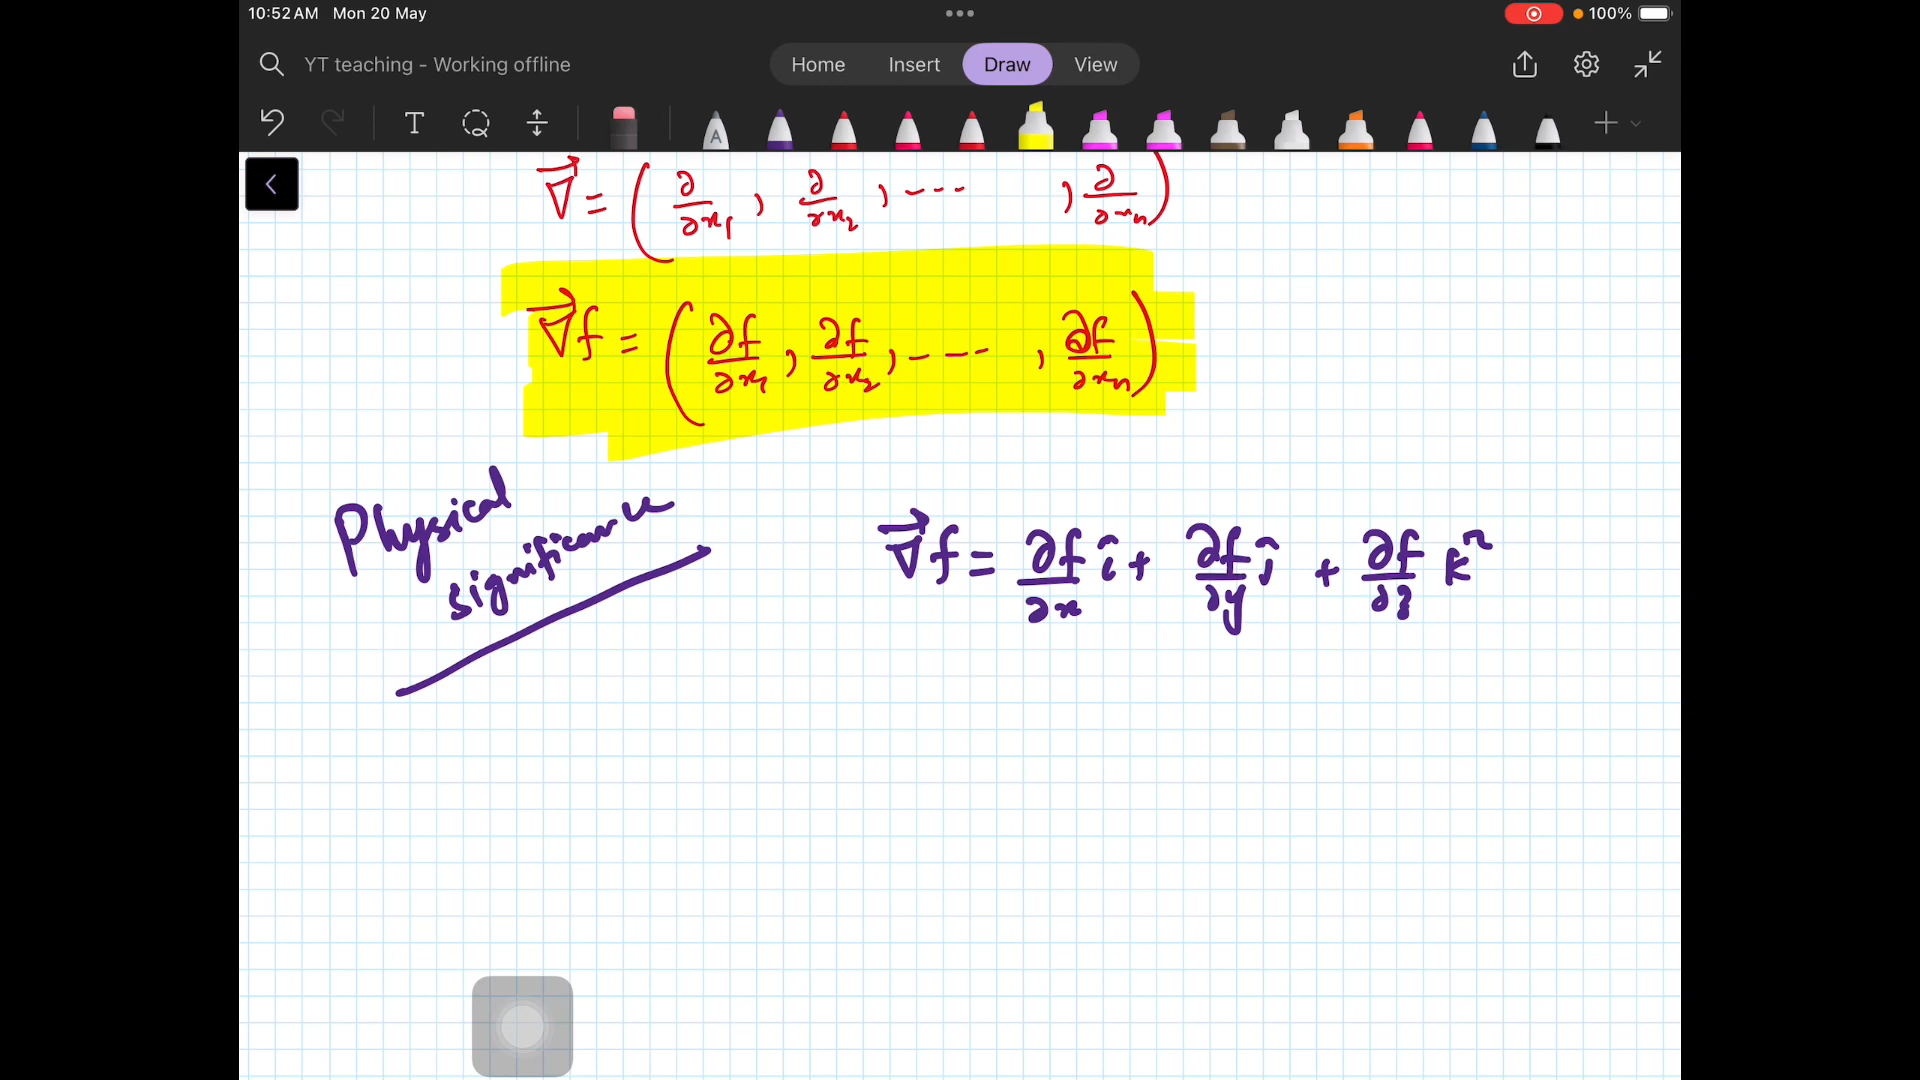 10:52 AM Mon 20 May
100%
YT teaching - Working offline
Home Insert Draw View
T
A
∇⃗ = ( ∂/∂x₁ , ∂/∂x₂ , ---- , ∂/∂xₙ )
∇⃗f = ( ∂f/∂x₁ , ∂f/∂x₂ , ---- , ∂f/∂xₙ )
Physical
significance
∇⃗f = ∂f/∂x î + ∂f/∂y ĵ + ∂f/∂z k̂